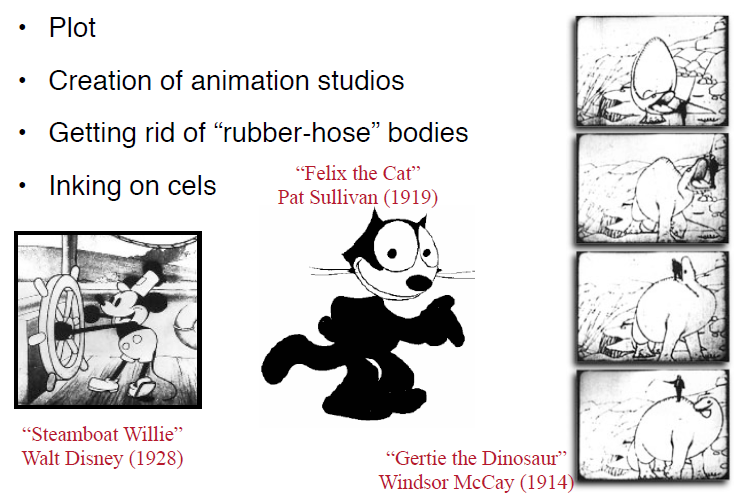 • Plot
• Creation of animation studios
• Getting rid of “rubber-hose” bodies
• Inking on cels
“Felix the Cat”
Pat Sullivan (1919)
“Steamboat Willie”
Walt Disney (1928)
“Gertie the Dinosaur”
Windsor McCay (1914)